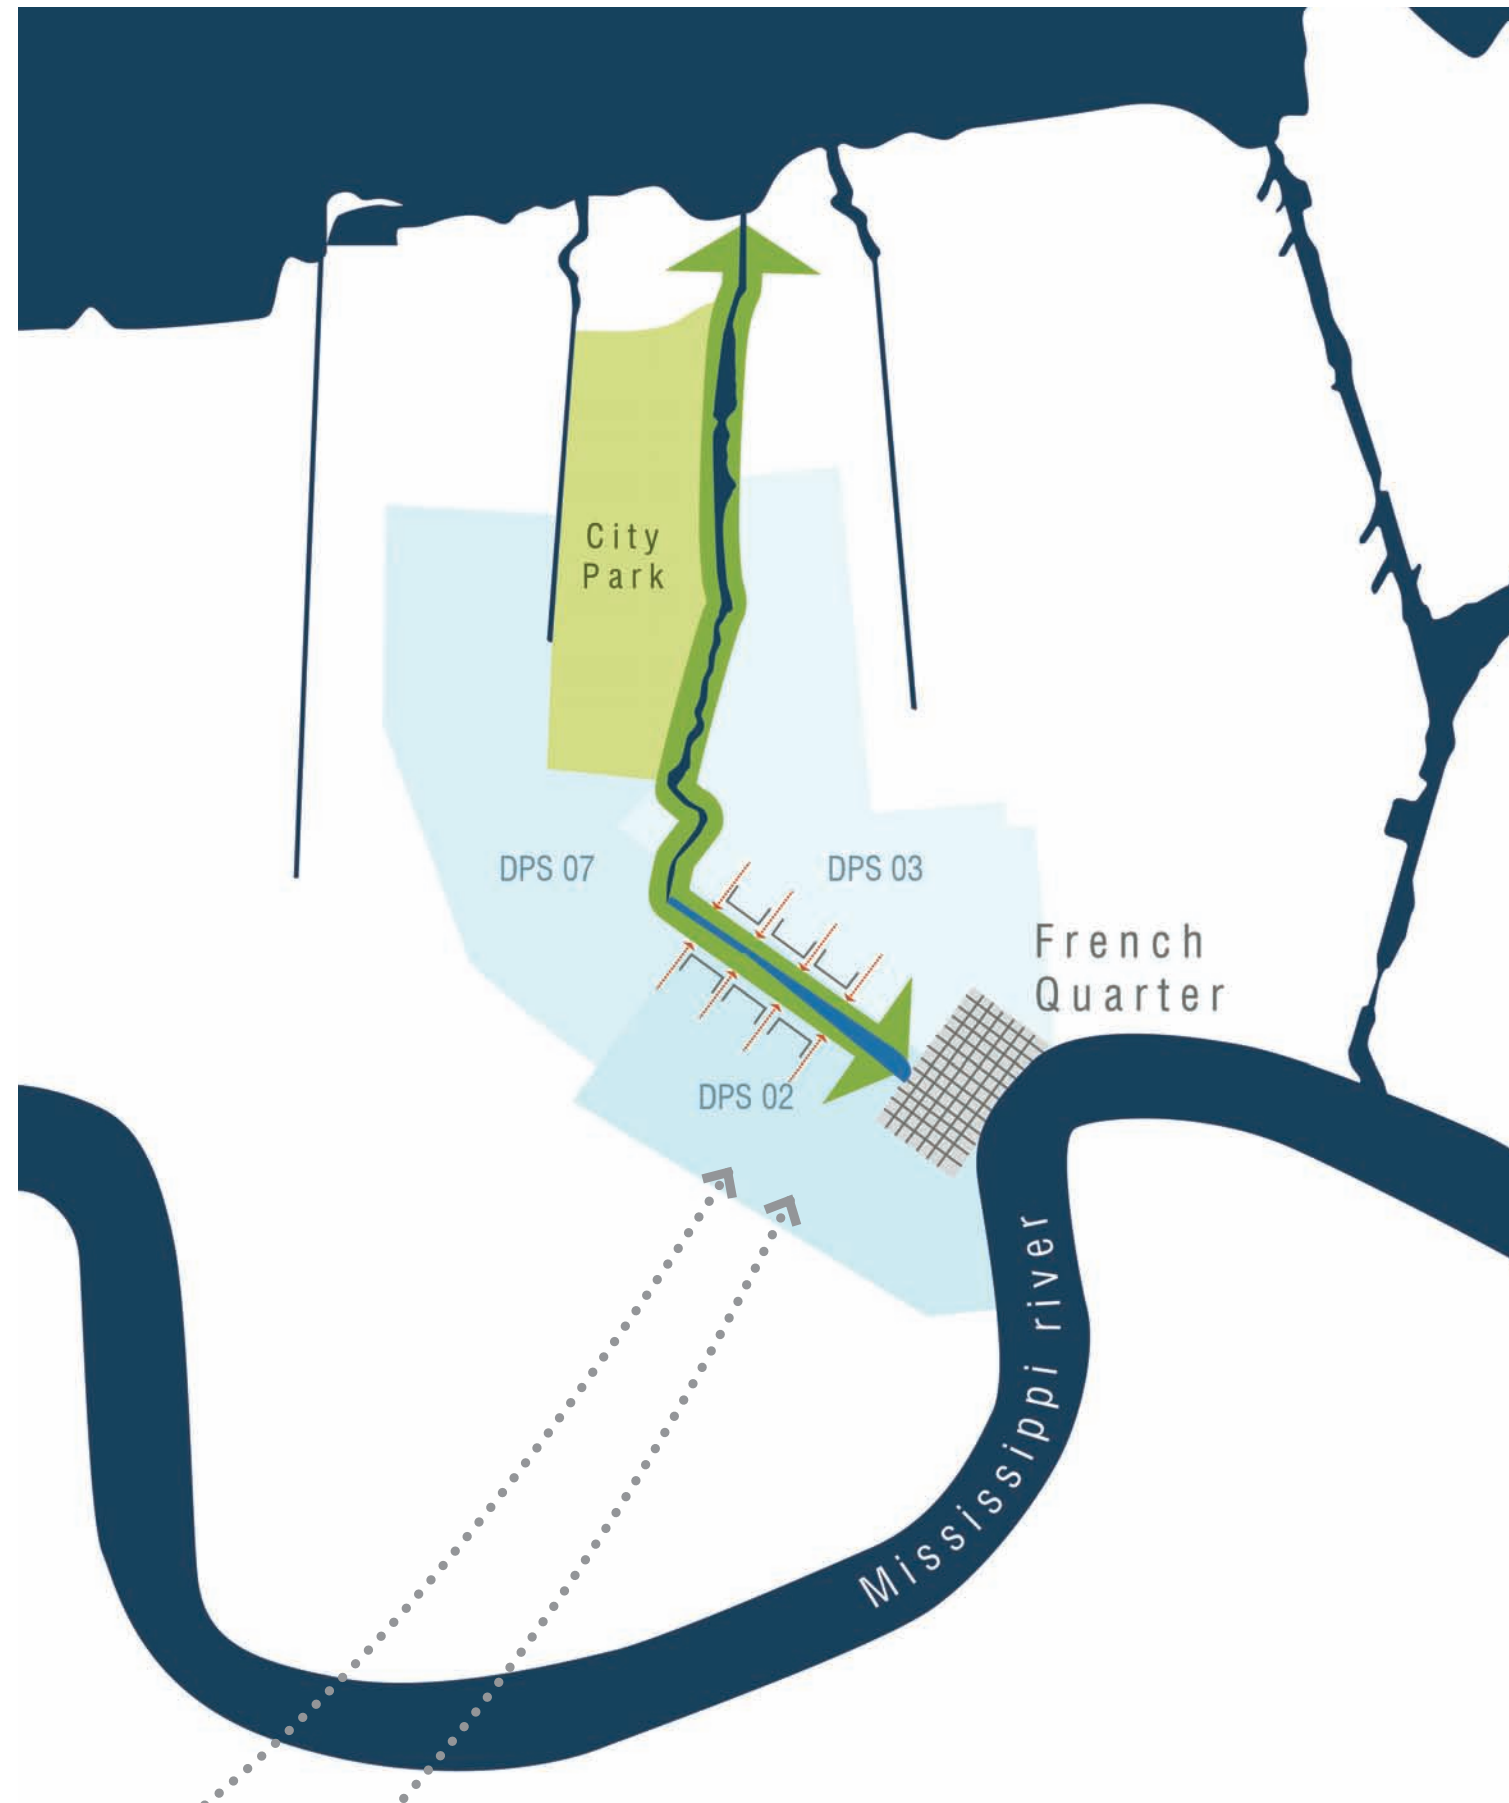 City
Park
DPS 07
DPS 03
French
Quarter
DPS 02
Mississippi river